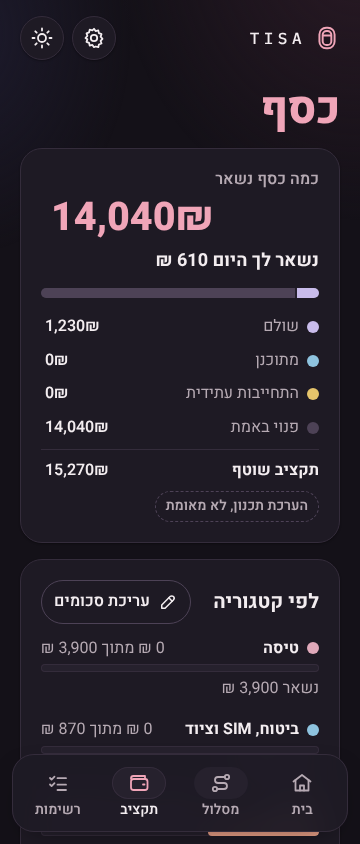 TISA
כסף
כמה כסף נשאר
14,040₪
נשאר לך היום 610 ₪
שולם 1,230₪
מתוכנן 0₪
התחייבות עתידית 0₪
פנוי באמת 14,040₪
תקציב שוטף 15,270₪
הערכת תכנון, לא מאומת
לפי קטגוריה
עריכת סכומים
טיסה 0 ₪ מתוך 3,900 ₪
נשאר 3,900 ₪
ביטוח, SIM וציוד 0 ₪ מתוך 870 ₪
בית
מסלול
תקציב
רשימות